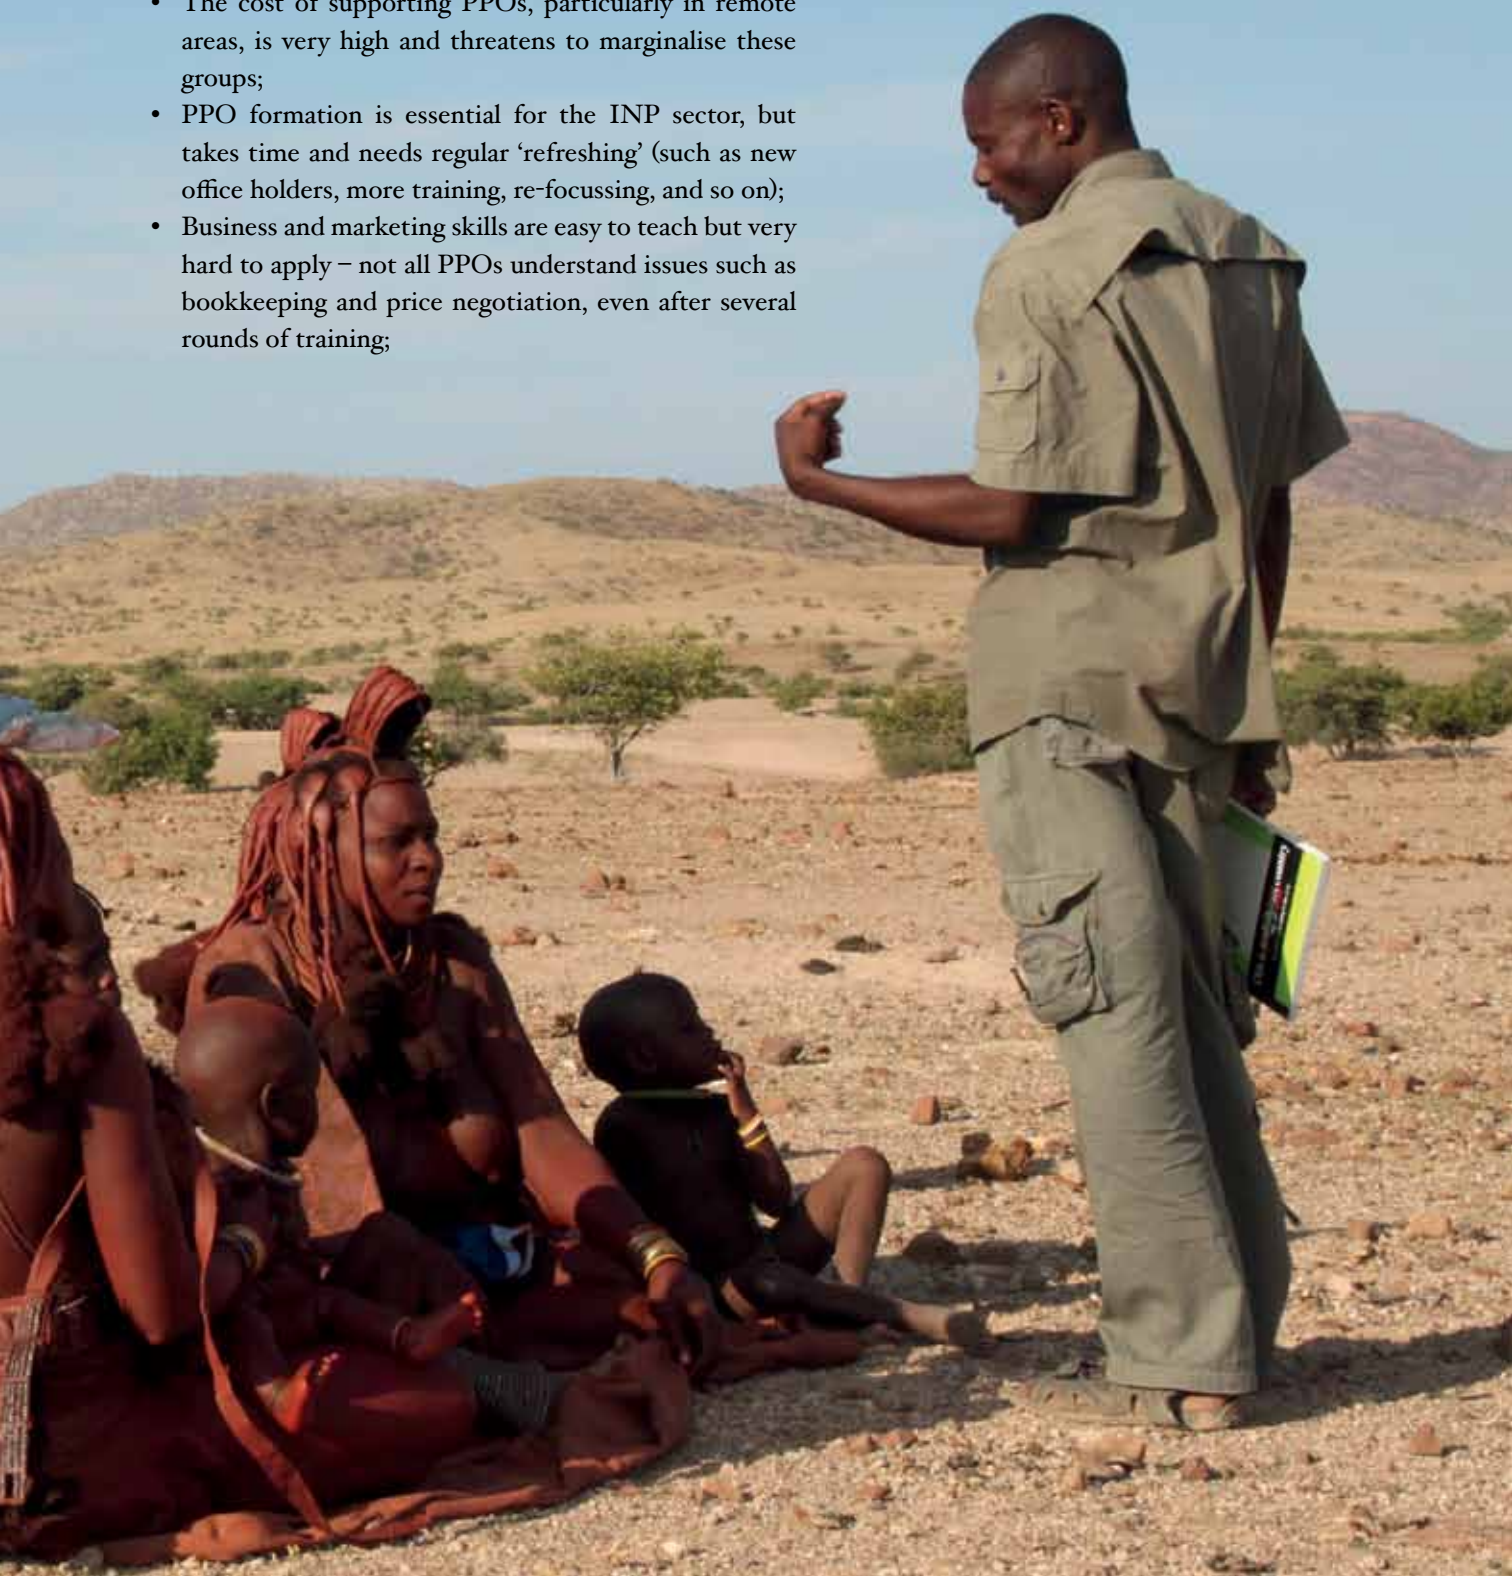 • The cost of supporting PPOs, particularly in remote
areas, is very high and threatens to marginalise these
groups;
• PPO formation is essential for the INP sector, but
takes time and needs regular ‘refreshing’ (such as new
office holders, more training, re-focussing, and so on);
• Business and marketing skills are easy to teach but very
hard to apply – not all PPOs understand issues such as
bookkeeping and price negotiation, even after several
rounds of training;